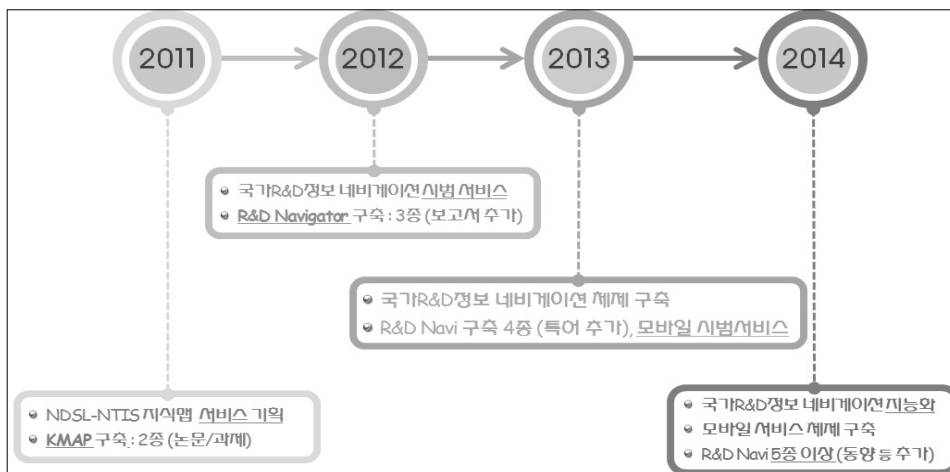 2011
2012
2013
2014
국가R&D정보 네비게이션 시범 서비스
R&D Navigator 구축 : 3종 (보고서 추가)
국가R&D정보 네비게이션 체제 구축
R&D Navi 구축 4종 (특허 추가), 모바일 시범서비스
NDSL-NTIS 지식맵 서비스 기획
KMAP 구축 : 2종 (논문/과제)
국가R&D정보 네비게이션 지능화
모바일 서비스 체제 구축
R&D Navi 5종 이상 (동양 등 추가)